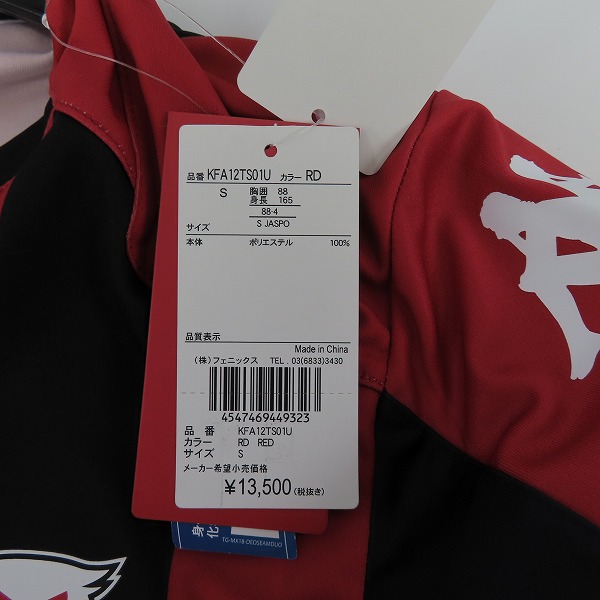 品番 KFA12TS01U カラー RD
S 胸囲 88
身長 165
88-4
サイズ S JASPO
本体 ポリエステル 100%
品質表示
Made in China
(株)フェニックス TEL. 03(6833)3430
4547469449323
品 番 KFA12TS01U
カラー RD RED
サイズ S
メーカー希望小売価格
¥13,500(税抜き)
TG-MX18-DEOSEAMDUO